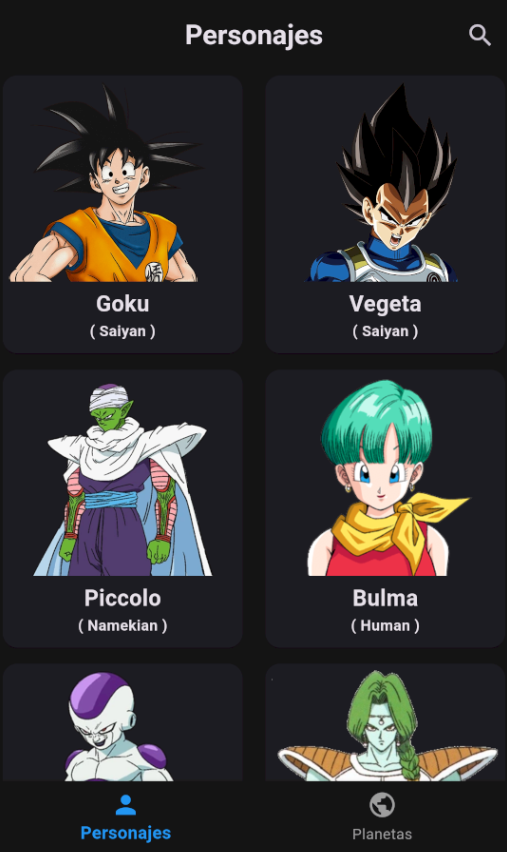 Personajes
Goku
( Saiyan )
Vegeta
( Saiyan )
Piccolo
( Namekian )
Bulma
( Human )
Personajes
Planetas